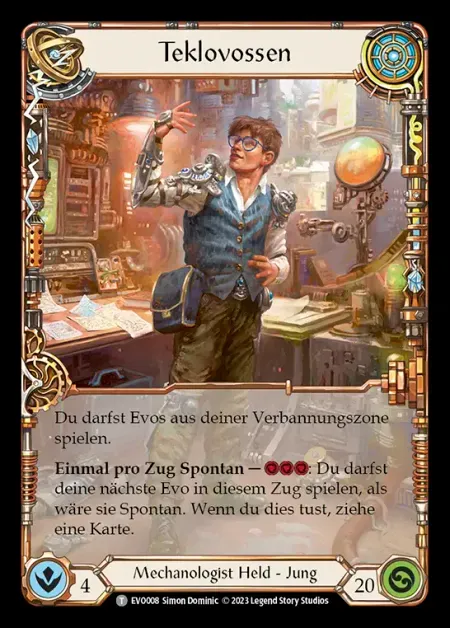 Teklovossen
Du darfst Evos aus deiner Verbannungszone
spielen.
Einmal pro Zug Spontan — : Du darfst
deine nächste Evo in diesem Zug spielen, als
wäre sie Spontan. Wenn du dies tust, ziehe
eine Karte.
4
Mechanologist Held - Jung
20
T EVO008 Simon Dominic © 2023 Legend Story Studios